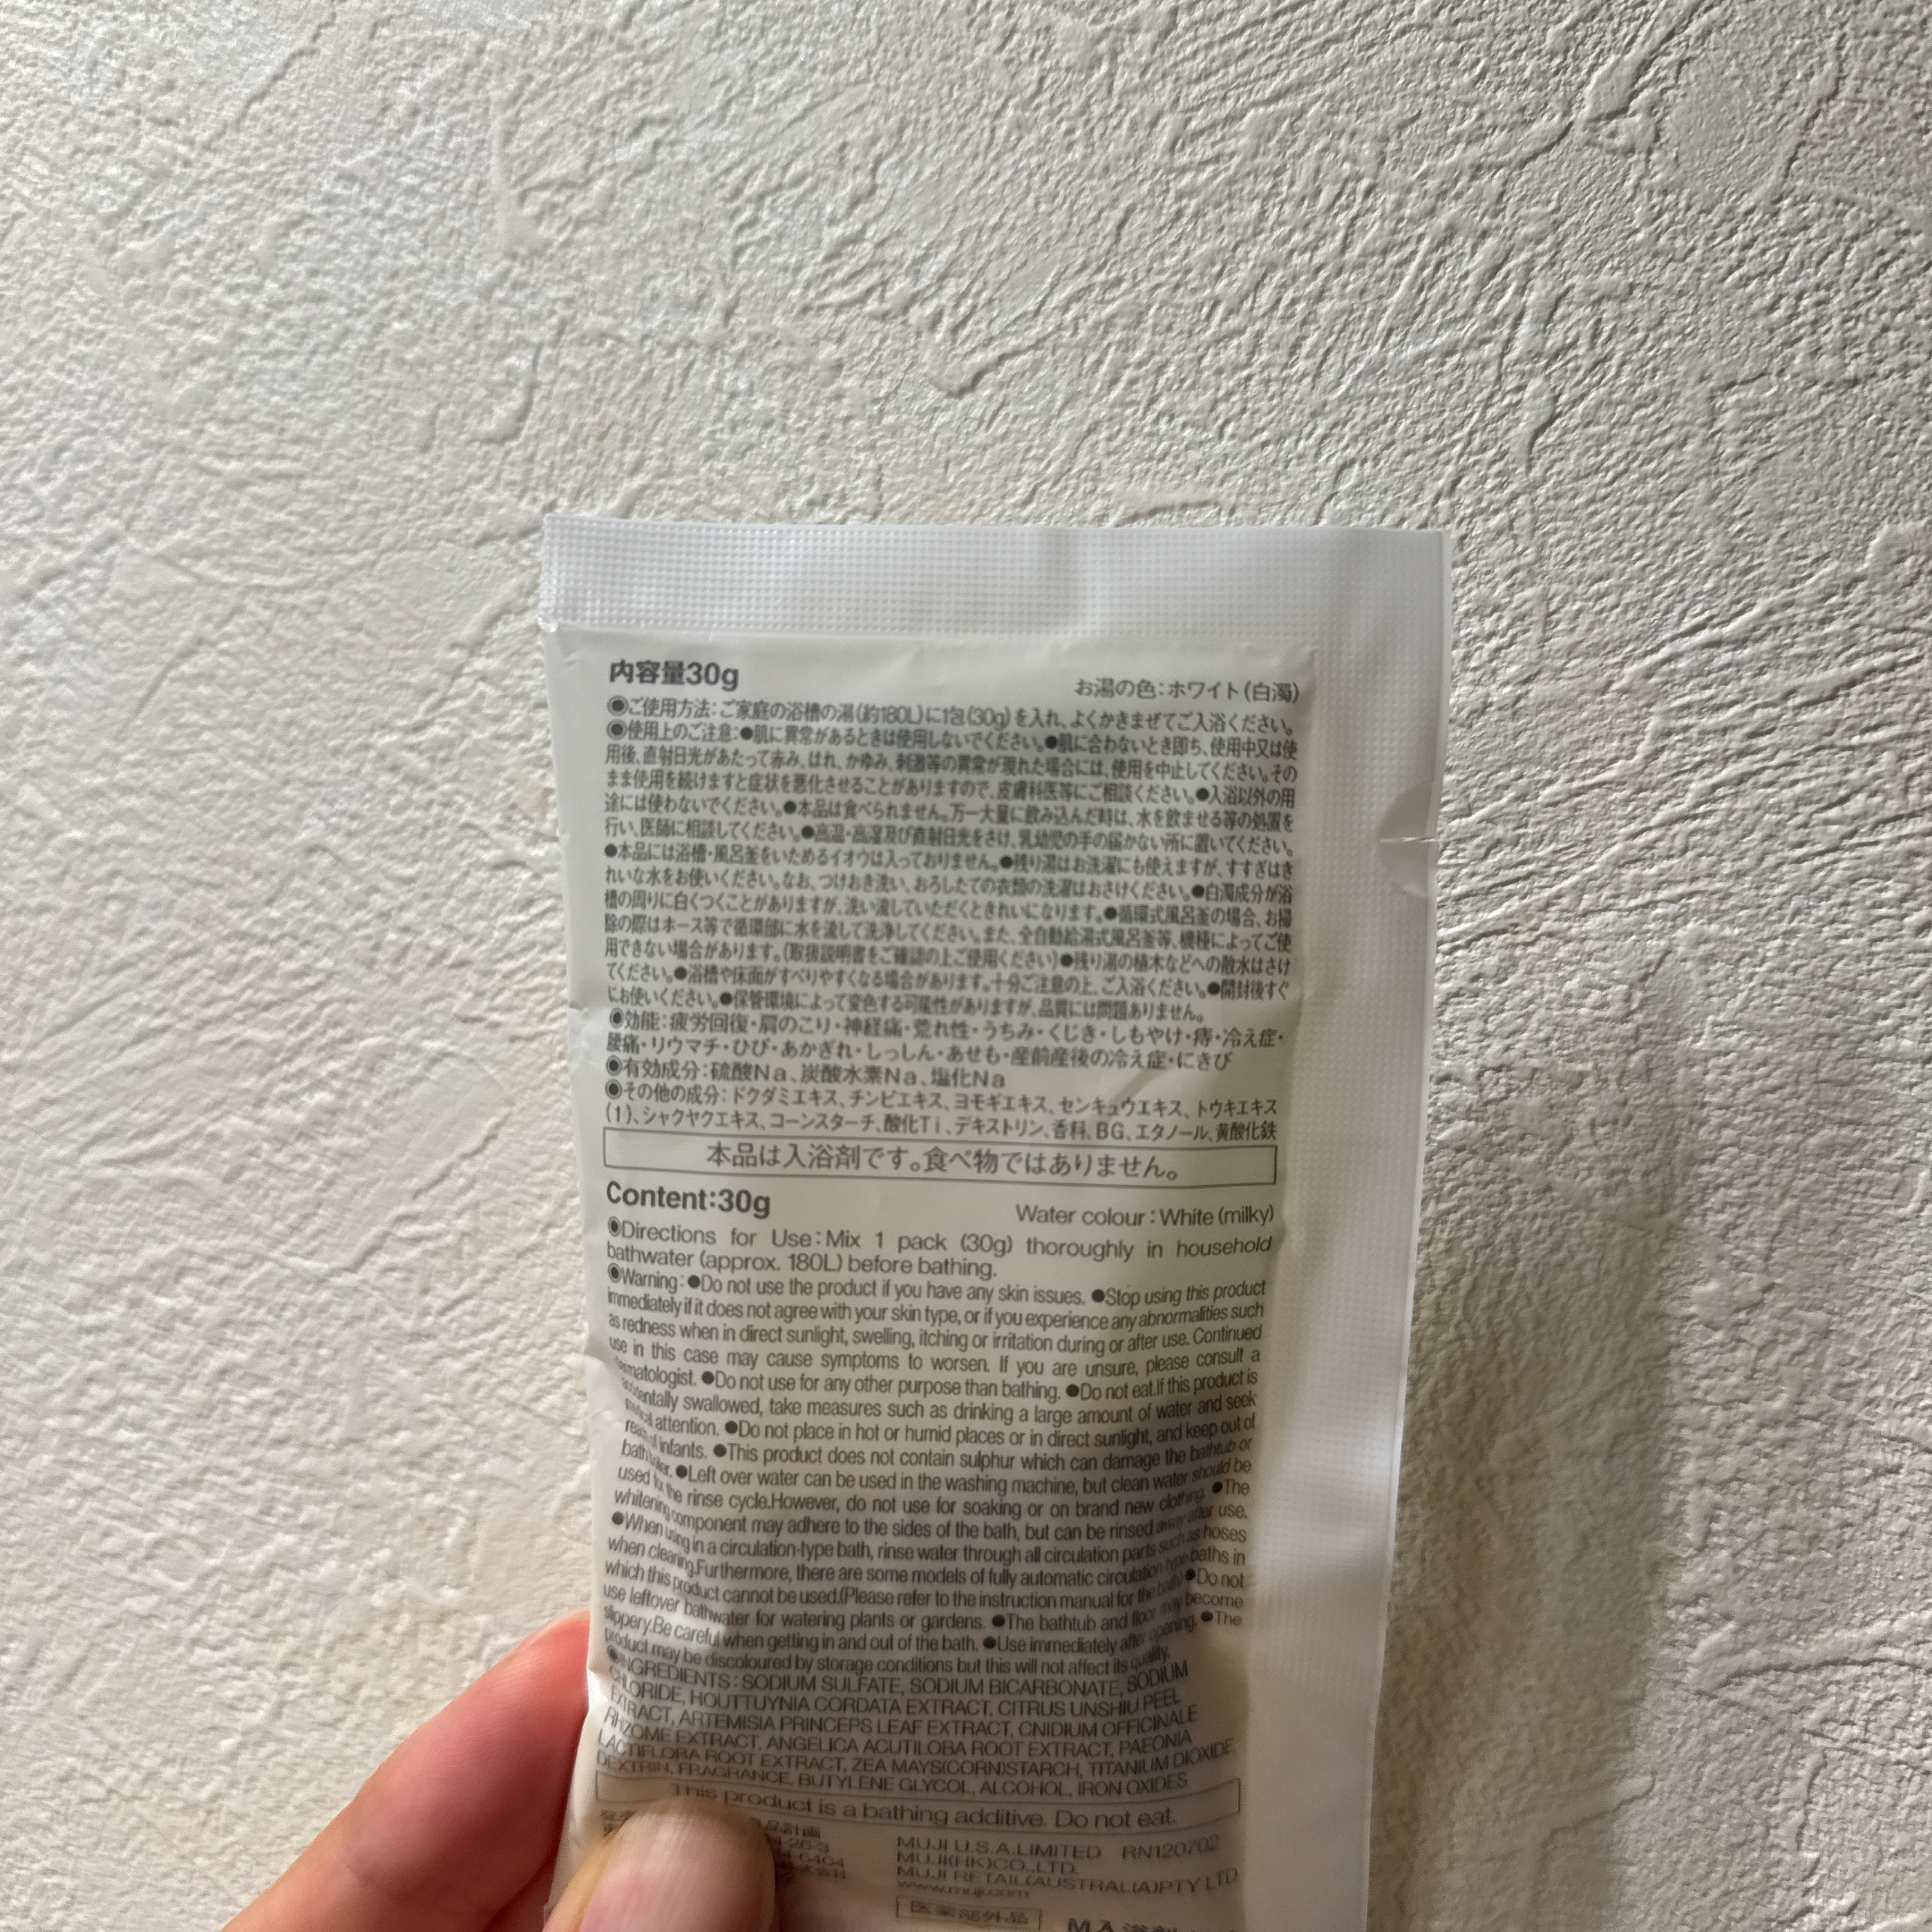 内容量30g
お湯の色：ホワイト（白濁）
◉ご使用方法：ご家庭の浴槽の湯（約180L）に1包（30g）を入れ、よくかきまぜてご入浴ください。
◉使用上のご注意：●肌に異常があるときは使用しないでください。●肌に合わないとき即ち、使用中又は使
用後、直射日光があたって赤み、はれ、かゆみ、刺激等の異常が現れた場合には、使用を中止してください。その
まま使用を続けますと症状を悪化させることがありますので、皮膚科医等にご相談ください。●入浴以外の用
途には使わないでください。●本品は食べられません。万一大量に飲み込んだ時は、水を飲ませる等の処置を
行い、医師に相談してください。●高温・高湿及び直射日光をさけ、乳幼児の手の届かない所に置いてください。
●本品には浴槽・風呂釜をいためるイオウは入っておりません。●残り湯はお洗濯にも使えますが、すすぎはき
れいな水をお使いください。なお、つけおき洗い、おろしたての衣類の洗濯はおさけください。●白濁成分が浴
槽の周りに白くつくことがありますが、洗い流していただくときれいになります。●循環式風呂釜の場合、お掃
除の際はホース等で循環部に水を流して洗浄してください。また、全自動給湯式風呂釜等、機種によってご使
用できない場合があります。（取扱説明書をご確認の上ご使用ください）●残り湯の植木などへの散水はさけ
てください。●浴槽や床面がすべりやすくなる場合があります。十分ご注意の上、ご入浴ください。●開封後すぐ
にお使いください。●保管環境によって変色する可能性がありますが、品質には問題ありません。
◉効能：疲労回復・肩のこり・神経痛・荒れ性・うちみ・くじき・しもやけ・痔・冷え症・
腰痛・リウマチ・ひび・あかぎれ・しっしん・あせも・産前産後の冷え症・にきび
◉有効成分：硫酸Na、炭酸水素Na、塩化Na
◉その他の成分：ドクダミエキス、チンピエキス、ヨモギエキス、センキュウエキス、トウキエキス
（1）、シャクヤクエキス、コーンスターチ、酸化Ti、デキストリン、香料、BG、エタノール、黄酸化鉄
本品は入浴剤です。食べ物ではありません。
Content:30g
Water colour：White (milky)
◉Directions for Use：Mix 1 pack (30g) thoroughly in household
bathwater (approx. 180L) before bathing.
◉Warning：●Do not use the product if you have any skin issues. ●Stop using this product
immediately if it does not agree with your skin type, or if you experience any abnormalities such
as redness when in direct sunlight, swelling, itching or irritation during or after use. Continued
use in this case may cause symptoms to worsen. If you are unsure, please consult a
dermatologist. ●Do not use for any other purpose than bathing. ●Do not eat.If this product is
accidentally swallowed, take measures such as drinking a large amount of water and seek
medical attention. ●Do not place in hot or humid places or in direct sunlight, and keep out of
reach of infants. ●This product does not contain sulphur which can damage the bathtub or
bath boiler. ●Left over water can be used in the washing machine, but clean water should be
used for the rinse cycle.However, do not use for soaking or on brand new clothing. ●The
whitening component may adhere to the sides of the bath, but can be rinsed away after use.
●When using in a circulation-type bath, rinse water through all circulation parts such as hoses
when cleaning.Furthermore, there are some models of fully automatic circulation-type baths in
which this product cannot be used.(Please refer to the instruction manual for the bath) ●Do not
use leftover bathwater for watering plants or gardens. ●The bathtub and floor may become
slippery.Be careful when getting in and out of the bath. ●Use immediately after opening. ●The
product may be discoloured by storage conditions but this will not affect its quality.
◉INGREDIENTS：SODIUM SULFATE, SODIUM BICARBONATE, SODIUM
CHLORIDE, HOUTTUYNIA CORDATA EXTRACT, CITRUS UNSHIU PEEL
EXTRACT, ARTEMISIA PRINCEPS LEAF EXTRACT, CNIDIUM OFFICINALE
RHIZOME EXTRACT, ANGELICA ACUTILOBA ROOT EXTRACT, PAEONIA
LACTIFLORA ROOT EXTRACT, ZEA MAYS(CORN)STARCH, TITANIUM DIOXIDE,
DEXTRIN, FRAGRANCE, BUTYLENE GLYCOL, ALCOHOL, IRON OXIDES
This product is a bathing additive. Do not eat.
品計画
4-26-3
6404
MUJI U.S.A.LIMITED RN120702
MUJI(HK)CO.,LTD.
MUJI RETAIL(AUSTRALIA)PTY LTD
www.muji.com
医薬部外品
M入浴剤